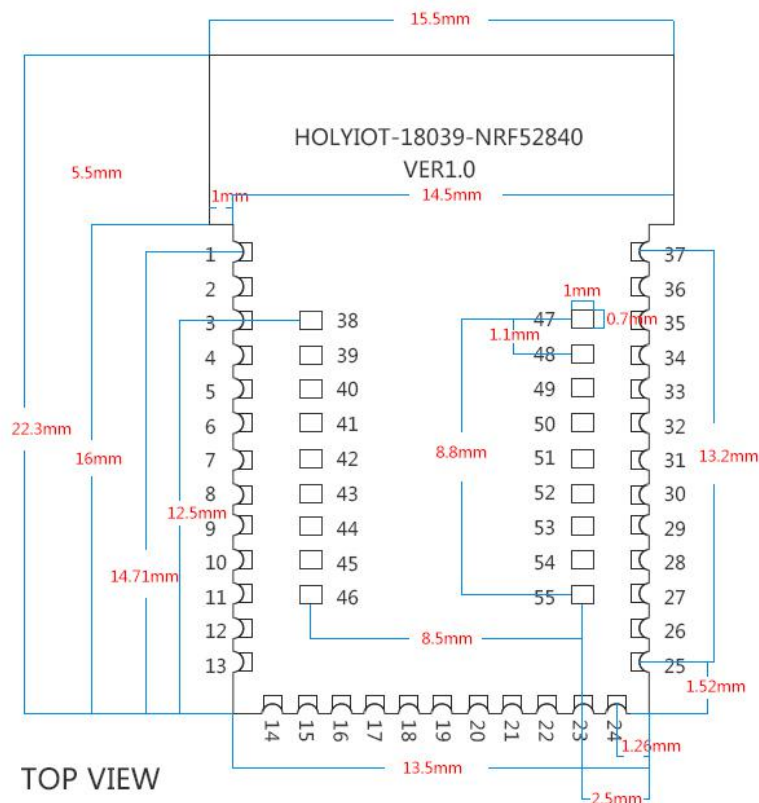 15.5mm
HOLYIOT-18039-NRF52840
VER1.0
5.5mm
1mm
14.5mm
1 37
2 36
1mm
3 38 47 0.7mm 35
1.1mm
4 39 48 34
5 40 49 33
6 41 50 32
22.3mm
8.8mm 13.2mm
16mm
7 42 51 31
8 43 52 30
12.5mm
9 44 53 29
10 45 54 28
14.71mm
11 46 55 27
12 26
8.5mm
13 25
1.52mm
14 15 16 17 18 19 20 21 22 23 24
1.26mm
13.5mm
TOP VIEW
2.5mm